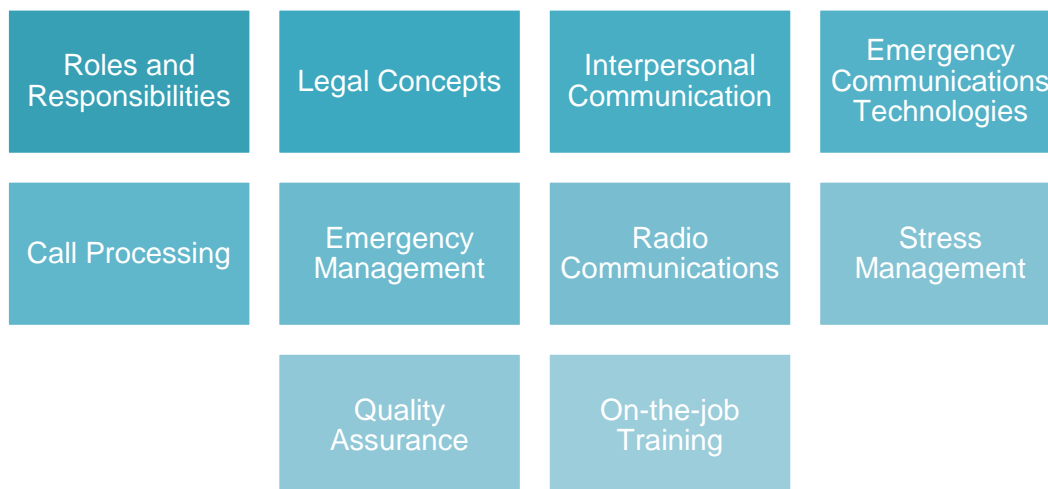 Roles and
Responsibilities
Legal Concepts
Interpersonal
Communication
Emergency
Communications
Technologies
Call Processing
Emergency
Management
Radio
Communications
Stress
Management
Quality
Assurance
On-the-job
Training